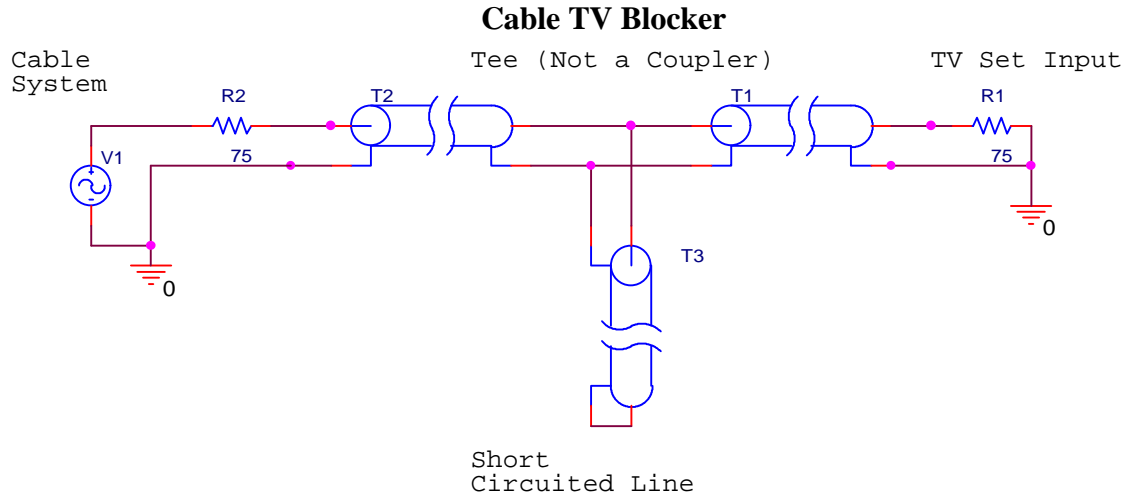 Cable TV Blocker
Cable
System
Tee (Not a Coupler)
TV Set Input
R2
T2
T1
R1
V1
75
75
0
T3
0
Short
Circuited Line